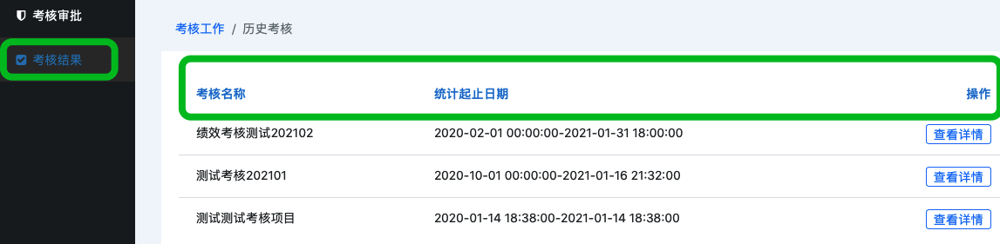 考核审批
考核结果
考核工作 / 历史考核
考核名称 统计起止日期 操作
绩效考核测试202102 2020-02-01 00:00:00-2021-01-31 18:00:00 查看详情
测试考核202101 2020-10-01 00:00:00-2021-01-16 21:32:00 查看详情
测试测试考核项目 2020-01-14 18:38:00-2021-01-14 18:38:00 查看详情